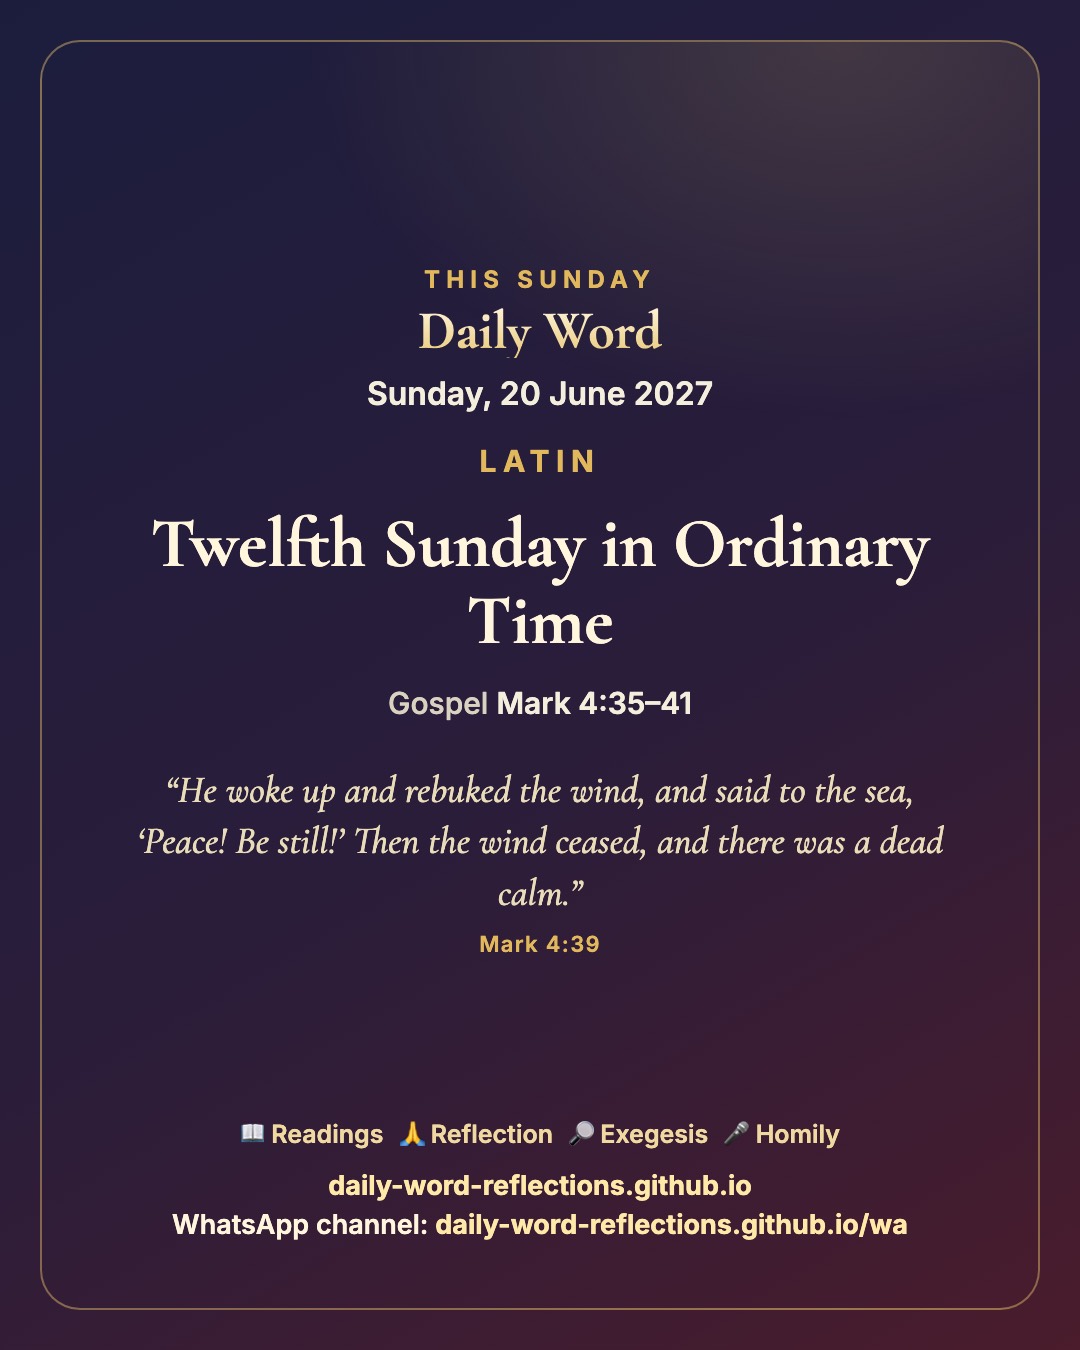 THIS SUNDAY
Daily Word
Sunday, 20 June 2027
LATIN
Twelfth Sunday in Ordinary
Time
Gospel Mark 4:35–41
“He woke up and rebuked the wind, and said to the sea,
‘Peace! Be still!’ Then the wind ceased, and there was a dead
calm.”
Mark 4:39
📖 Readings 🙏 Reflection 🔎 Exegesis 🎤 Homily
daily-word-reflections.github.io
WhatsApp channel: daily-word-reflections.github.io/wa